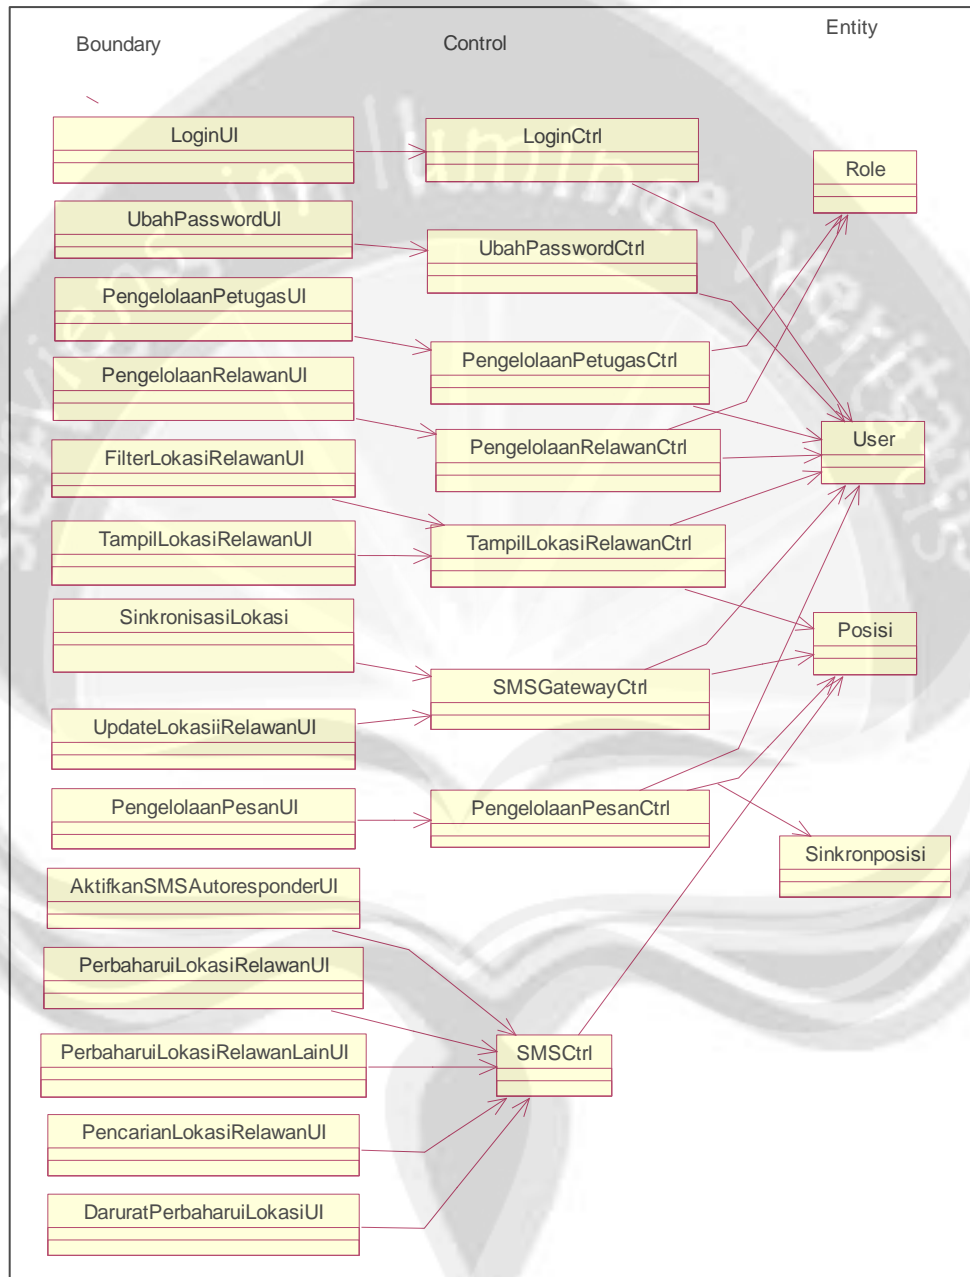 Boundary
Control
Entity
LoginUI
LoginCtrl
Role
UbahPasswordUI
UbahPasswordCtrl
PengelolaanPetugasUI
PengelolaanPetugasCtrl
PengelolaanRelawanUI
PengelolaanRelawanCtrl
User
FilterLokasiRelawanUI
TampilLokasiRelawanUI
TampilLokasiRelawanCtrl
SinkronisasiLokasi
Posisi
SMSGatewayCtrl
UpdateLokasiiRelawanUI
PengelolaanPesanUI
PengelolaanPesanCtrl
Sinkronposisi
AktifkanSMSAutoresponderUI
PerbaharuiLokasiRelawanUI
PerbaharuiLokasiRelawanLainUI
SMSCtrl
PencarianLokasiRelawanUI
DaruratPerbaharuiLokasiUI